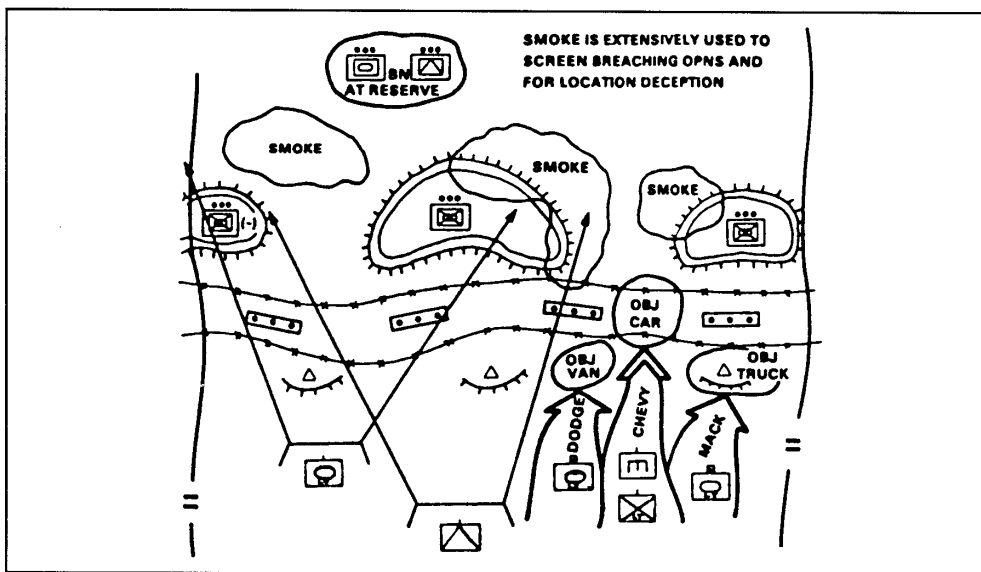 SMOKE IS EXTENSIVELY USED TO
SCREEN BREACHING OPNS AND
FOR LOCATION DECEPTION
BN
AT RESERVE
SMOKE
SMOKE
SMOKE
(-)
OBJ
CAR
OBJ
VAN
OBJ
TRUCK
DODGE
CHEVY
MACK
E